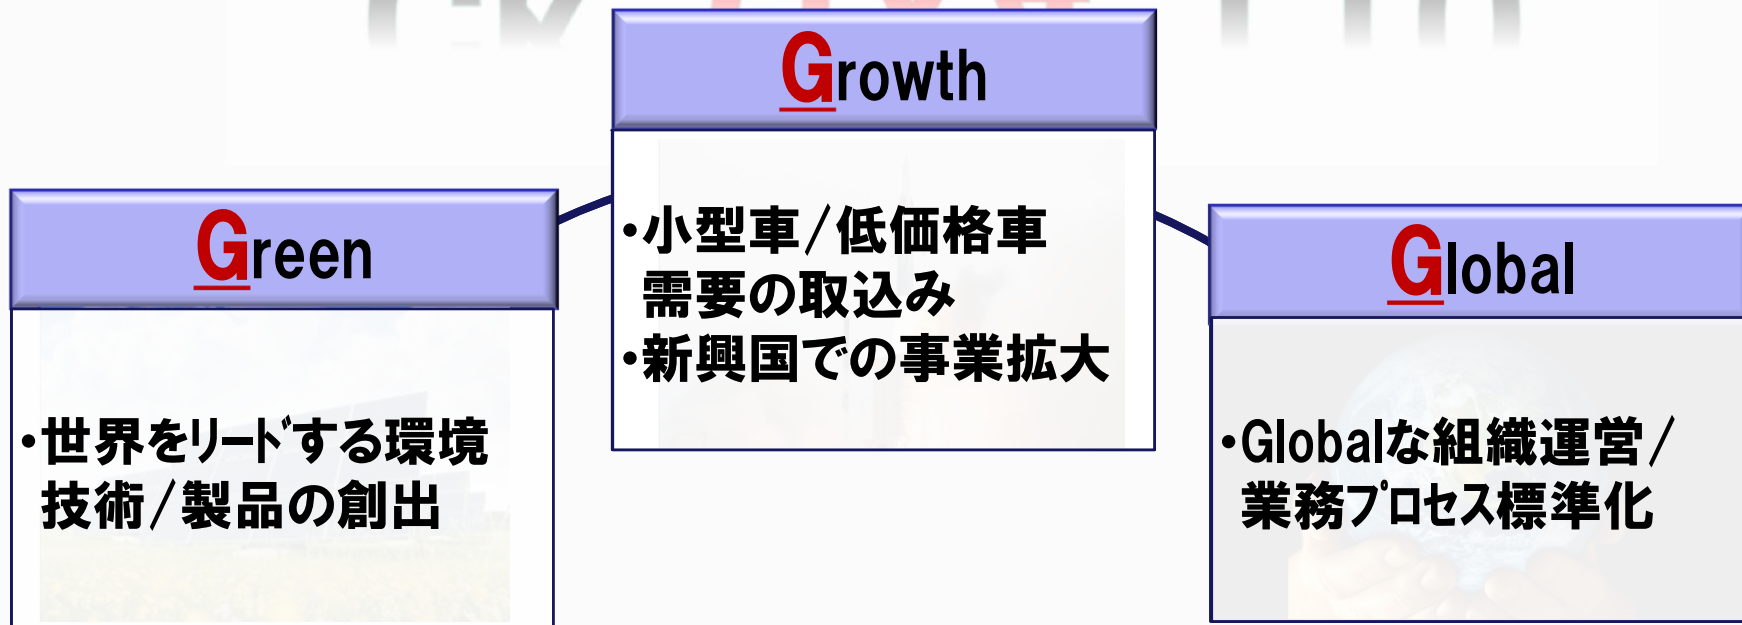 Growth
・小型車/低価格車
需要の取込み
・新興国での事業拡大
Green
・世界をリードする環境
技術/製品の創出
Global
・Globalな組織運営/
業務プロセス標準化